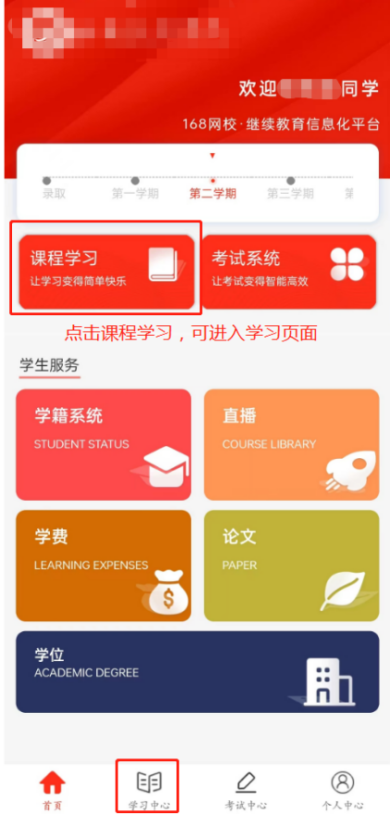 欢迎同学
168网校·继续教育信息化平台
录取 第一学期 第二学期 第三学期 第
课程学习
让学习变得简单快乐
考试系统
让考试变得智能高效
点击课程学习，可进入学习页面
学生服务
学籍系统
STUDENT STATUS
直播
COURSE LIBRARY
学费
LEARNING EXPENSES
$
论文
PAPER
学位
ACADEMIC DEGREE
首页 学习中心 考试中心 个人中心